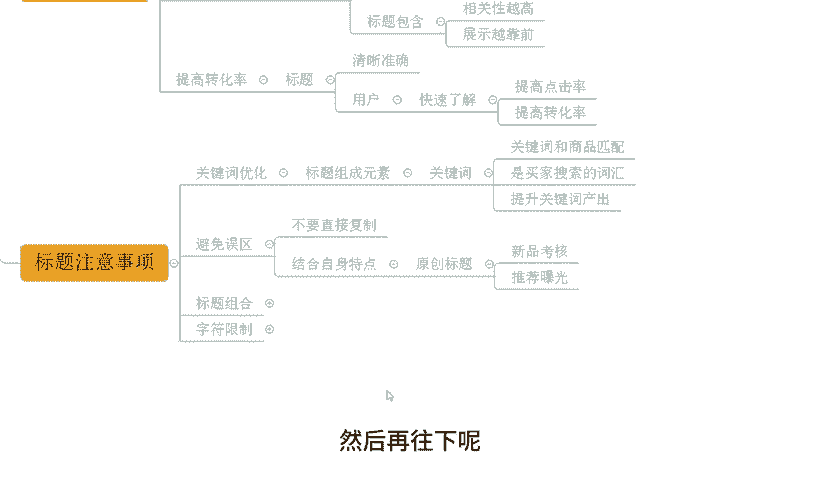 相关性越高
标题包含
展示越靠前
清晰准确
提高转化率 标题
用户 快速了解
提高点击率
提高转化率
关键词和商品匹配
关键词优化 标题组成元素 关键词 是买家搜索的词汇
提升关键词产出
不要直接复制
避免误区
结合自身特点 原创标题
新品考核
推荐曝光
标题注意事项
标题组合
字符限制
然后再往下呢